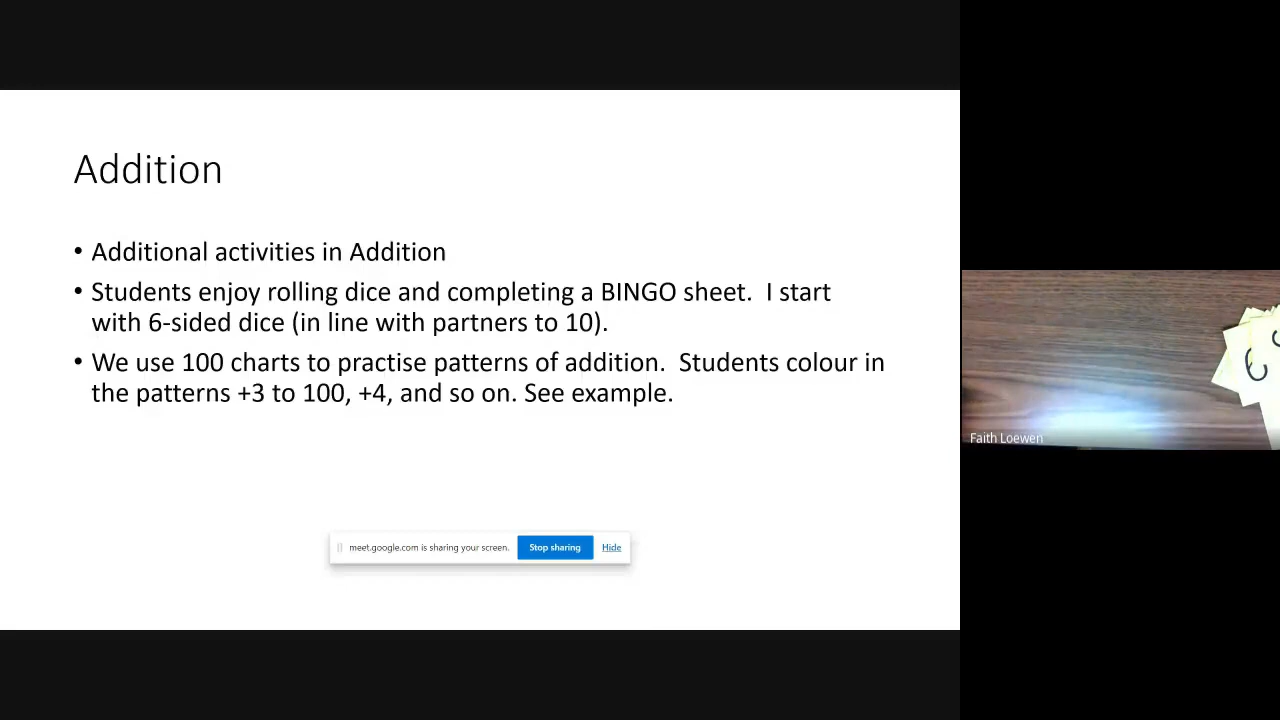 Addition
• Additional activities in Addition
• Students enjoy rolling dice and completing a BINGO sheet.  I start
with 6-sided dice (in line with partners to 10).
• We use 100 charts to practise patterns of addition.  Students colour in
the patterns +3 to 100, +4, and so on. See example.
meet.google.com is sharing your screen. Stop sharing Hide
Faith Loewen